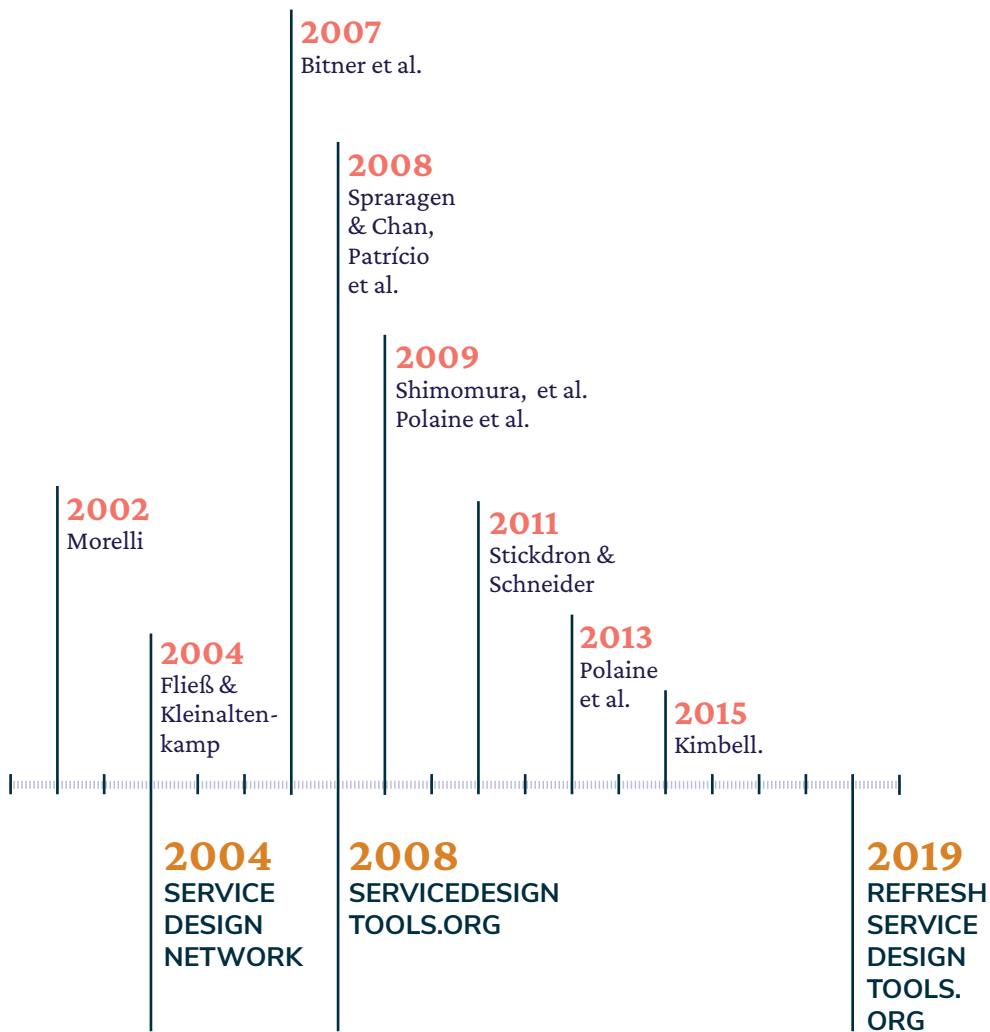 2007
Bitner et al.
2008
Spraragen
& Chan,
Patrício
et al.
2009
Shimomura, et al.
Polaine et al.
2002
Morelli
2011
Stickdron &
Schneider
2004
Fließ &
Kleinalten-
kamp
2013
Polaine
et al.
2015
Kimbell.
2004
SERVICE
DESIGN
NETWORK
2008
SERVICEDESIGN
TOOLS.ORG
2019
REFRESH
SERVICE
DESIGN
TOOLS.
ORG